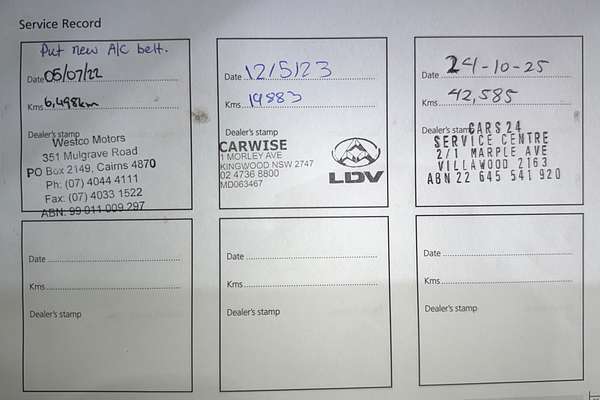 Service Record
Put new A/C belt.
Date 05/07/22
Kms 6,498km
Dealer's stamp
Westco Motors
351 Mulgrave Road
PO Box 2149, Cairns 4870
Ph: (07) 4044 4111
Fax: (07) 4033 1522
ABN: 99 011 009 297
Date 12/5/23
Kms 19883
Dealer's stamp
CARWISE
1 MORLEY AVE
KINGWOOD NSW 2747
02 4736 8800
MD063467
LDV
Date 24-10-25
Kms 42,585
Dealer's stamp
CARS 24
SERVICE CENTRE
2/1 MARPLE AVE
VILLAWOOD 2163
ABN 22 645 541 920
Date
Kms
Dealer's stamp
Date
Kms
Dealer's stamp
Date
Kms
Dealer's stamp